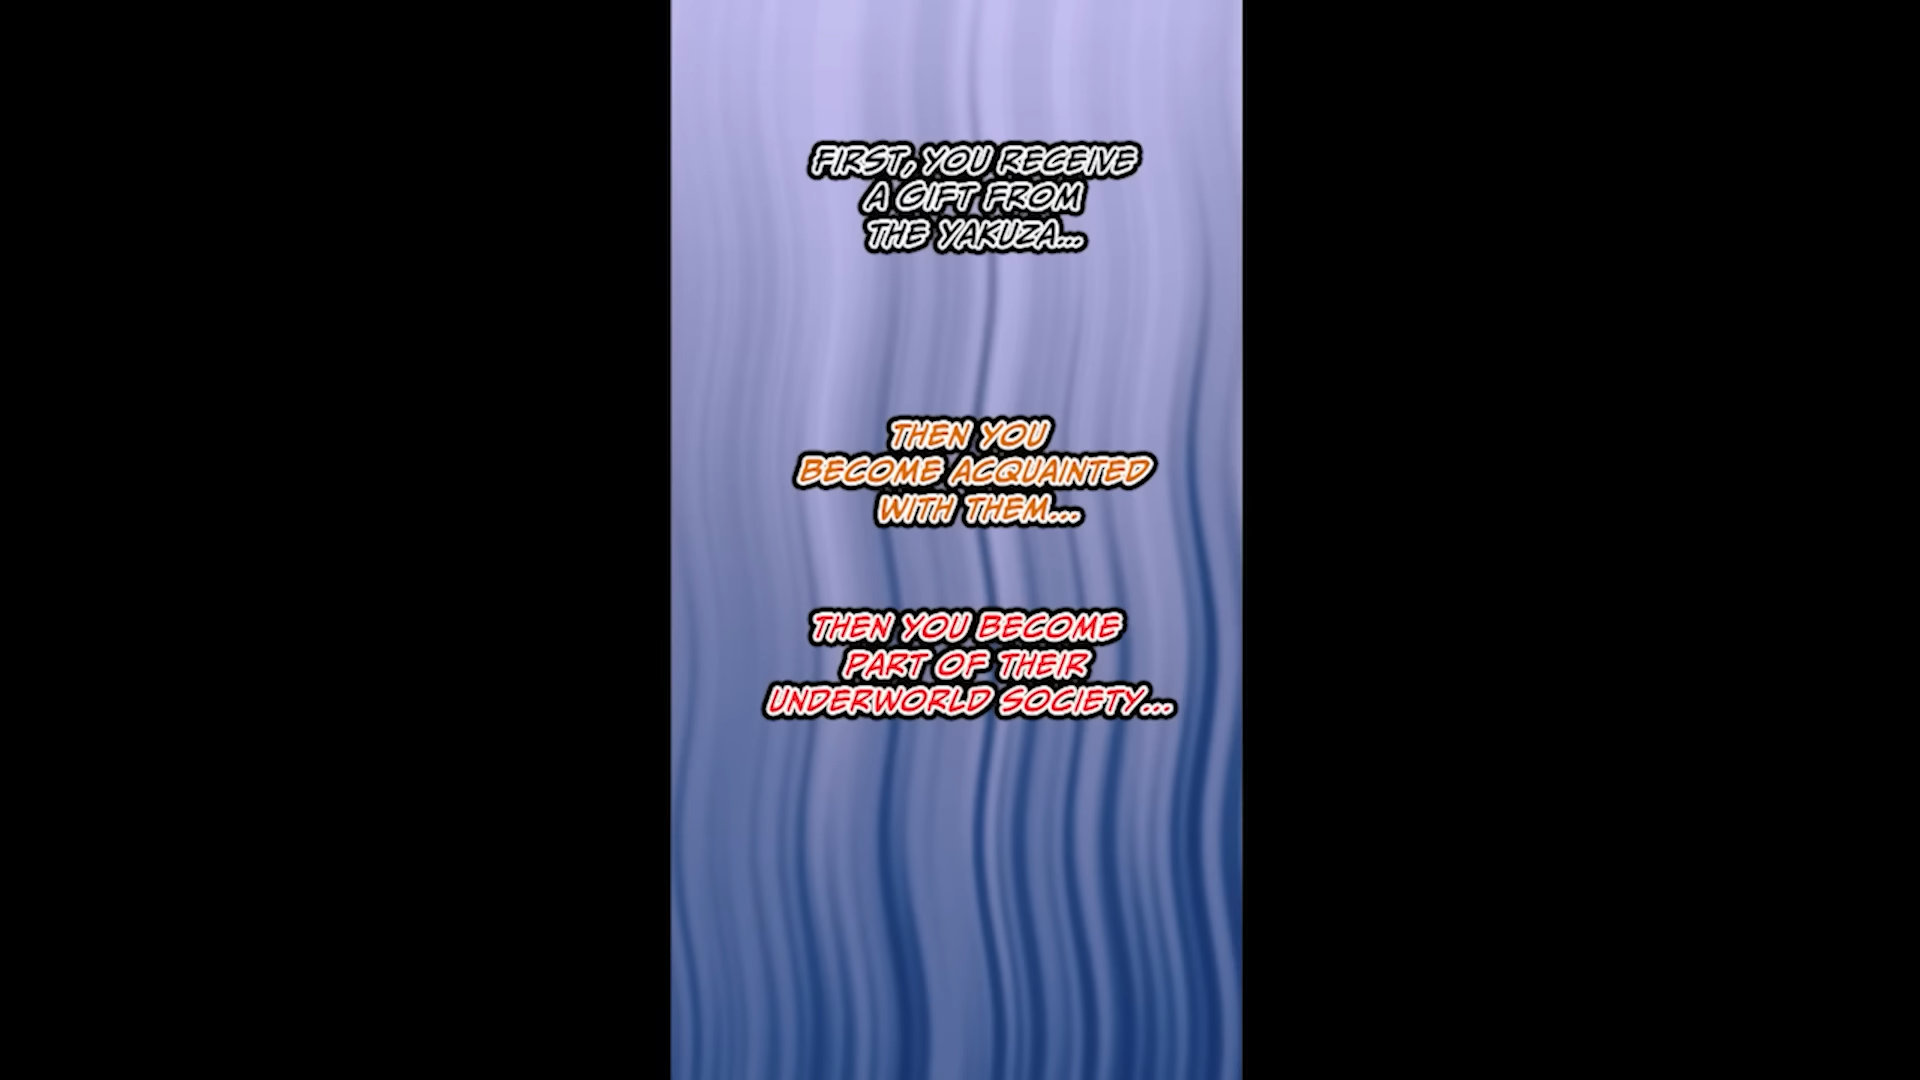 FIRST, YOU RECEIVE
A GIFT FROM
THE YAKUZA...
THEN YOU
BECOME ACQUAINTED
WITH THEM...
THEN YOU BECOME
PART OF THEIR
UNDERWORLD SOCIETY...